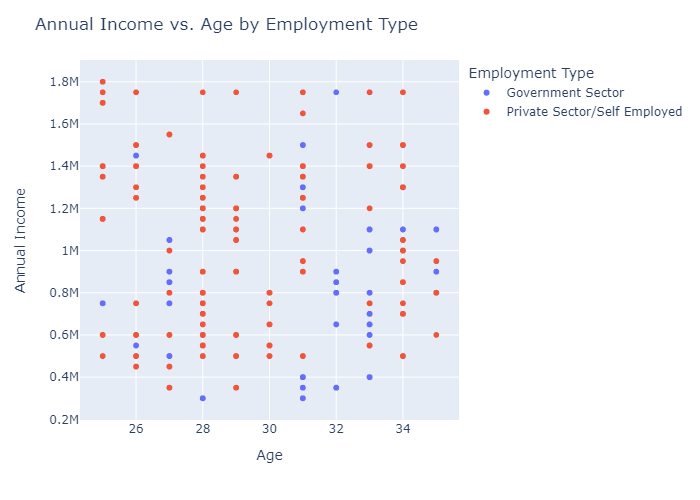 Annual Income vs. Age by Employment Type
Employment Type
Government Sector
Private Sector/Self Employed
1.8M
1.6M
1.4M
1.2M
1M
0.8M
0.6M
0.4M
0.2M
Annual Income
26
28
30
32
34
Age